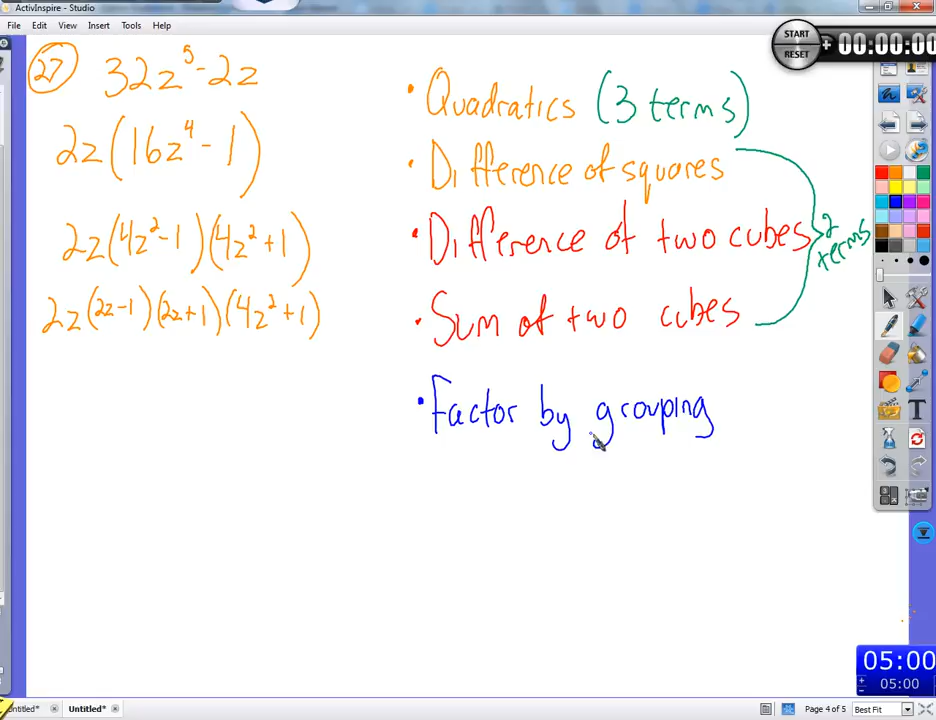 ActivInspire - Studio
File Edit View Insert Tools Help
START
RESET
00:00:00
27 32z⁵-2z
2z(16z⁴-1)
2z(4z²-1)(4z²+1)
2z(2z-1)(2z+1)(4z²+1)
• Quadratics (3 terms)
• Difference of squares
• Difference of two cubes
2 terms
• Sum of two cubes
• Factor by grouping
05:00
05:00
ntitled* Untitled* Page 4 of 5 Best Fit